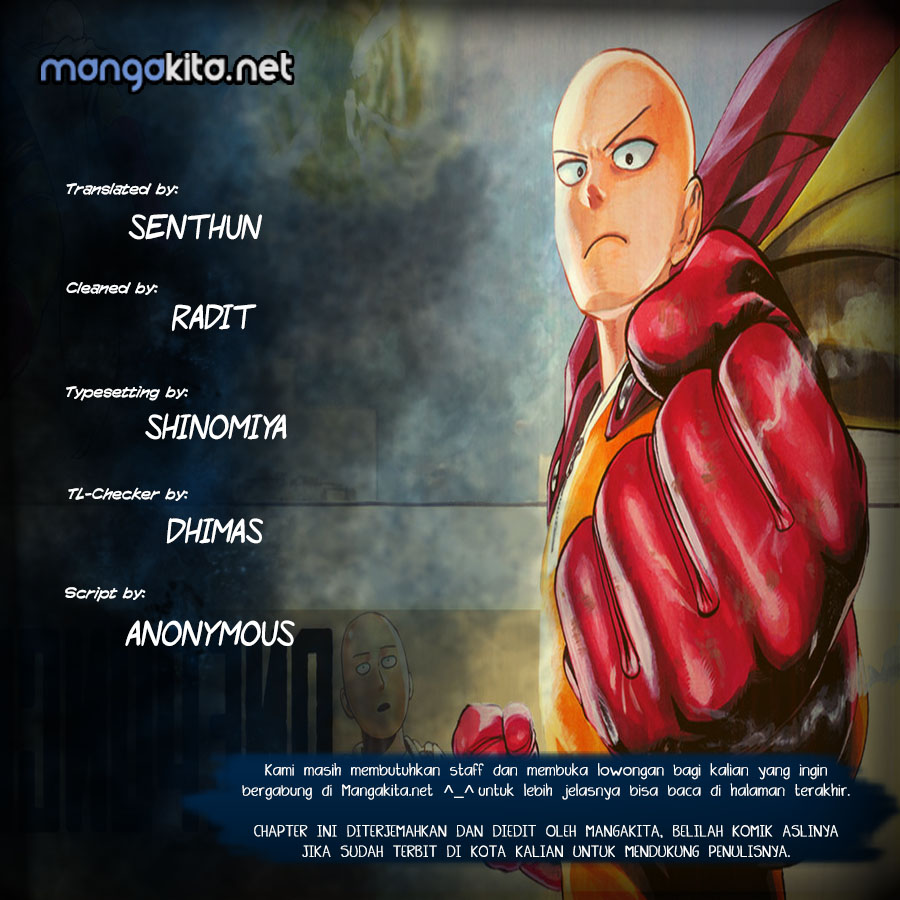 mangakita.net
Translated by:
SENTHUN
Cleaned by:
RADIT
Typesetting by:
SHINOMIYA
TL-Checker by:
DHIMAS
Script by:
ANONYMOUS
Kami masih membutuhkan staff dan membuka lowongan bagi kalian yang ingin
bergabung di Mangakita.net ^_^ untuk lebih jelasnya bisa baca di halaman terakhir.
CHAPTER INI DITERJEMAHKAN DAN DIEDIT OLEH MANGAKITA, BELILAH KOMIK ASLINYA
JIKA SUDAH TERBIT DI KOTA KALIAN UNTUK MENDUKUNG PENULISNYA.